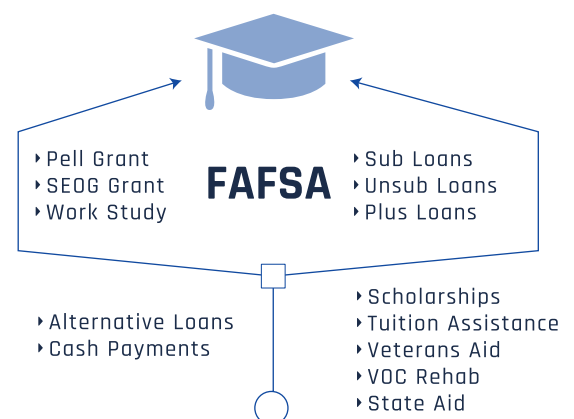 Pell Grant
SEOG Grant
Work Study
FAFSA
Sub Loans
Unsub Loans
Plus Loans
Alternative Loans
Cash Payments
Scholarships
Tuition Assistance
Veterans Aid
VOC Rehab
State Aid